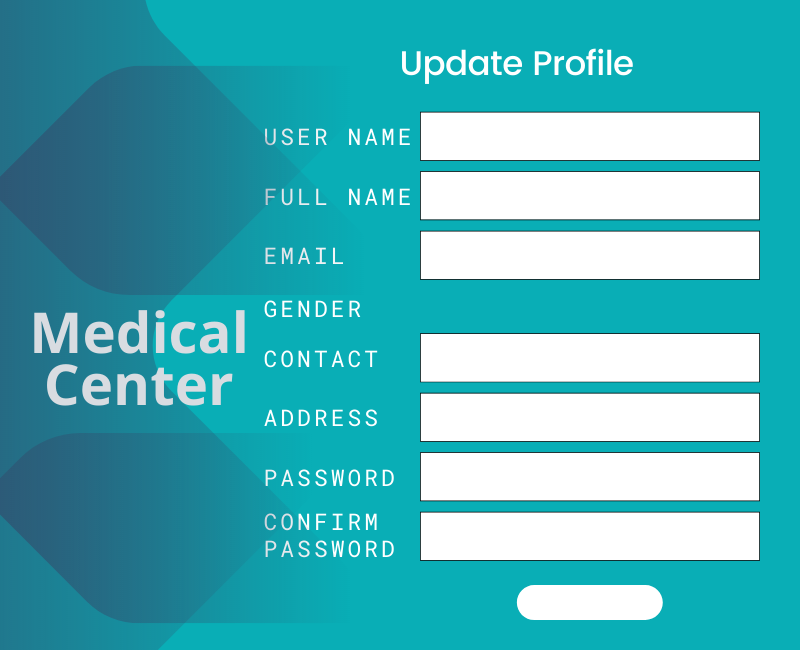 Update Profile
USER NAME
FULL NAME
EMAIL
GENDER
Medical
Center
CONTACT
ADDRESS
PASSWORD
CONFIRM
PASSWORD